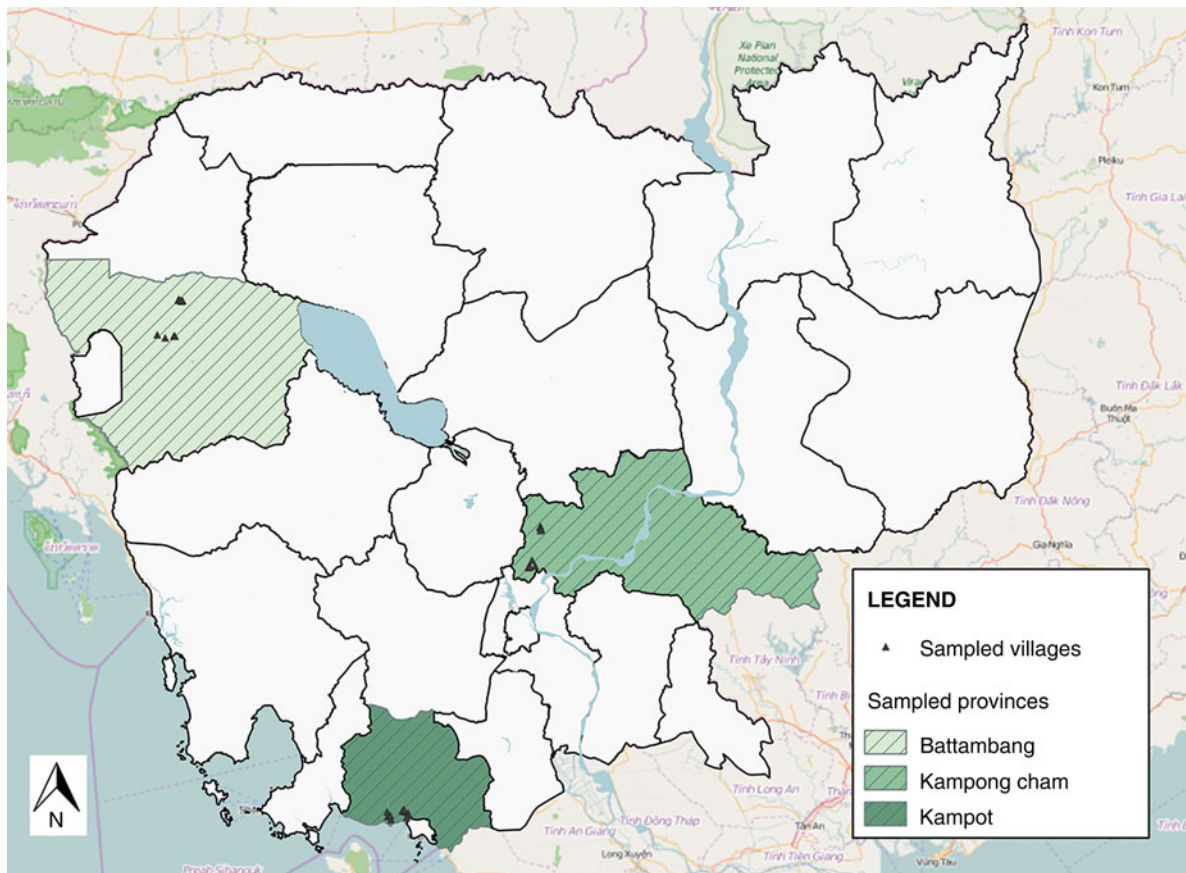 Xe Pian
National
Protected
Area
Tỉnh Kon Tum
Kon Tum
Pleiku
Tỉnh Gia Lai
Tỉnh Đắk Lắk
Buôn Ma
Thuột
Tỉnh Đắk Nông
Gia Nghĩa
Tỉnh Tây Ninh
LEGEND
Sampled villages
Sampled provinces
Battambang
Kampong cham
Kampot
N
Tỉnh Long An
Tân An
Tỉnh Đồng Tháp
Tỉnh An Giang
Long Xuyên
Tỉnh Tiền Giang
Vũng Tàu
Preah Sihanouk